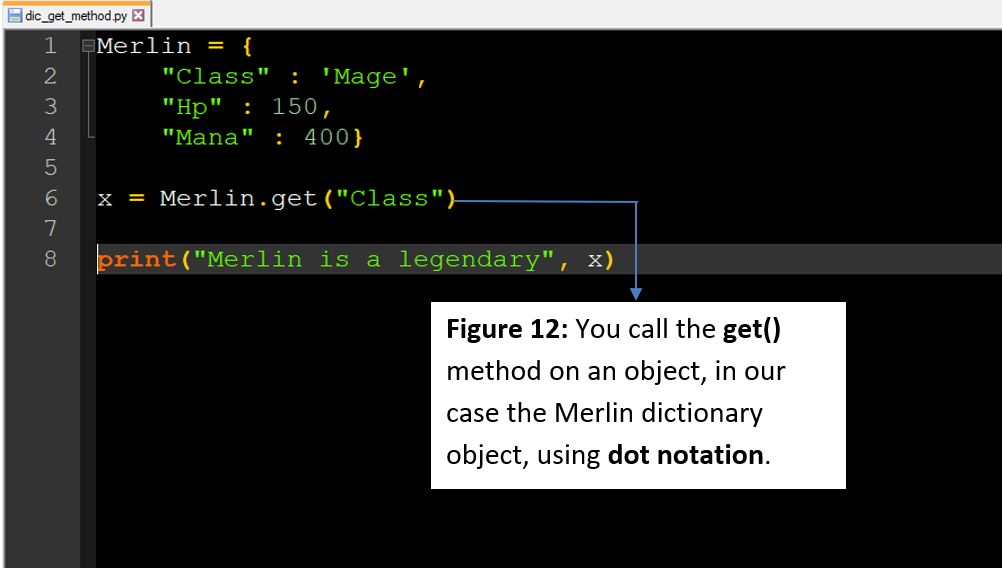 dic_get_method.py
1 Merlin = {
2 "Class" : 'Mage',
3 "Hp" : 150,
4 "Mana" : 400}
5
6 x = Merlin.get("Class")
7
8 print("Merlin is a legendary", x)
Figure 12: You call the get()
method on an object, in our
case the Merlin dictionary
object, using dot notation.